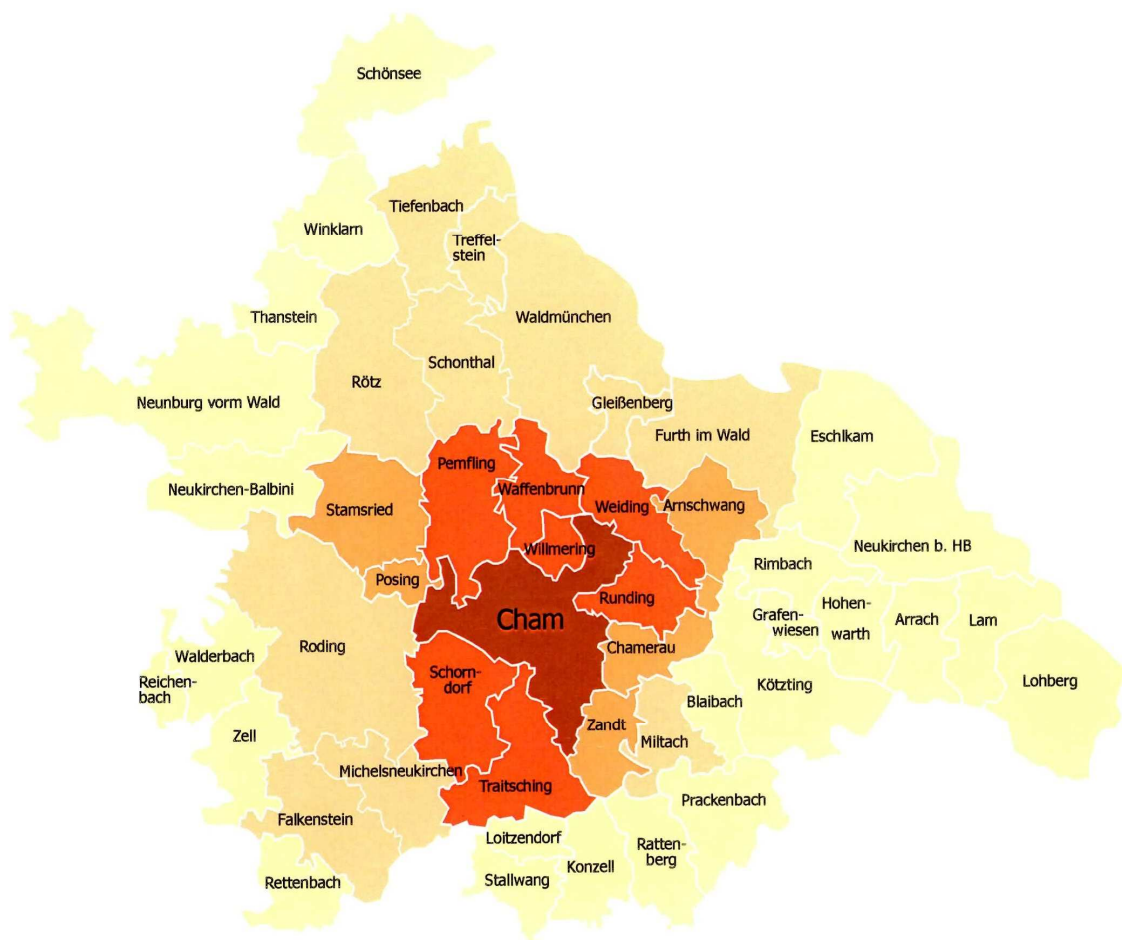 Schönsee
Tiefenbach
Winklarn
Treffel-
stein
Thanstein
Waldmünchen
Schonthal
Rötz
Neunburg vorm Wald
Gleißenberg
Furth im Wald
Eschlkam
Pemfling
Neukirchen-Balbini
Waffenbrunn
Stamsried
Weiding
Arnschwang
Willmering
Neukirchen b. HB
Rimbach
Posing
Runding
Cham
Grafen-
wiesen
Hohen-
warth
Arrach
Lam
Roding
Chamerau
Walderbach
Reichen-
bach
Schorn-
dorf
Blaibach
Kötzting
Lohberg
Zell
Zandt
Miltach
Michelsneukirchen
Traitsching
Prackenbach
Falkenstein
Loitzendorf
Ratten-
berg
Konzell
Rettenbach
Stallwang